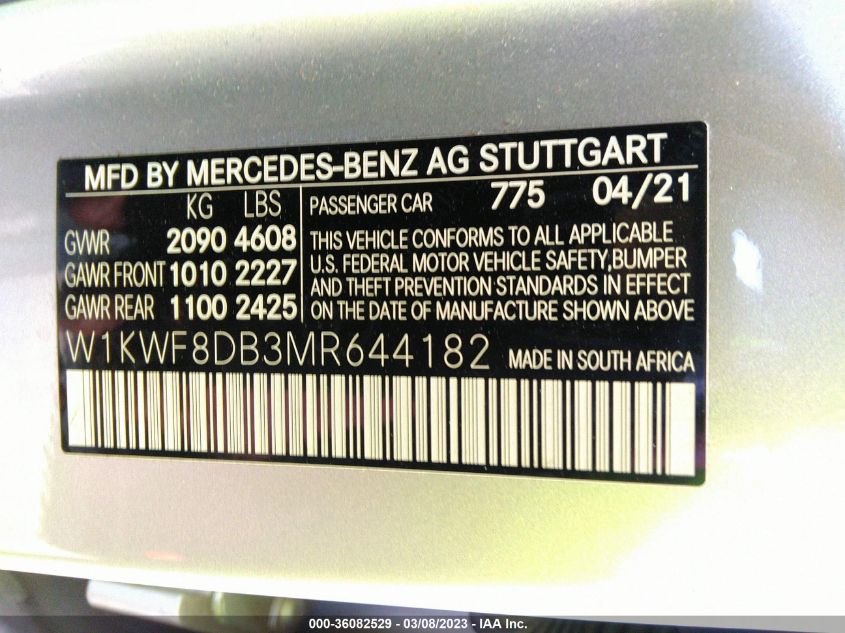 MFD BY MERCEDES-BENZ AG STUTTGART
KG LBS
GVWR 2090 4608
GAWR FRONT 1010 2227
GAWR REAR 1100 2425
PASSENGER CAR 775 04/21
THIS VEHICLE CONFORMS TO ALL APPLICABLE
U.S. FEDERAL MOTOR VEHICLE SAFETY,BUMPER
AND THEFT PREVENTION STANDARDS IN EFFECT
ON THE DATE OF MANUFACTURE SHOWN ABOVE
W1KWF8DB3MR644182 MADE IN SOUTH AFRICA
000-36082529 - 03/08/2023 - IAA Inc.